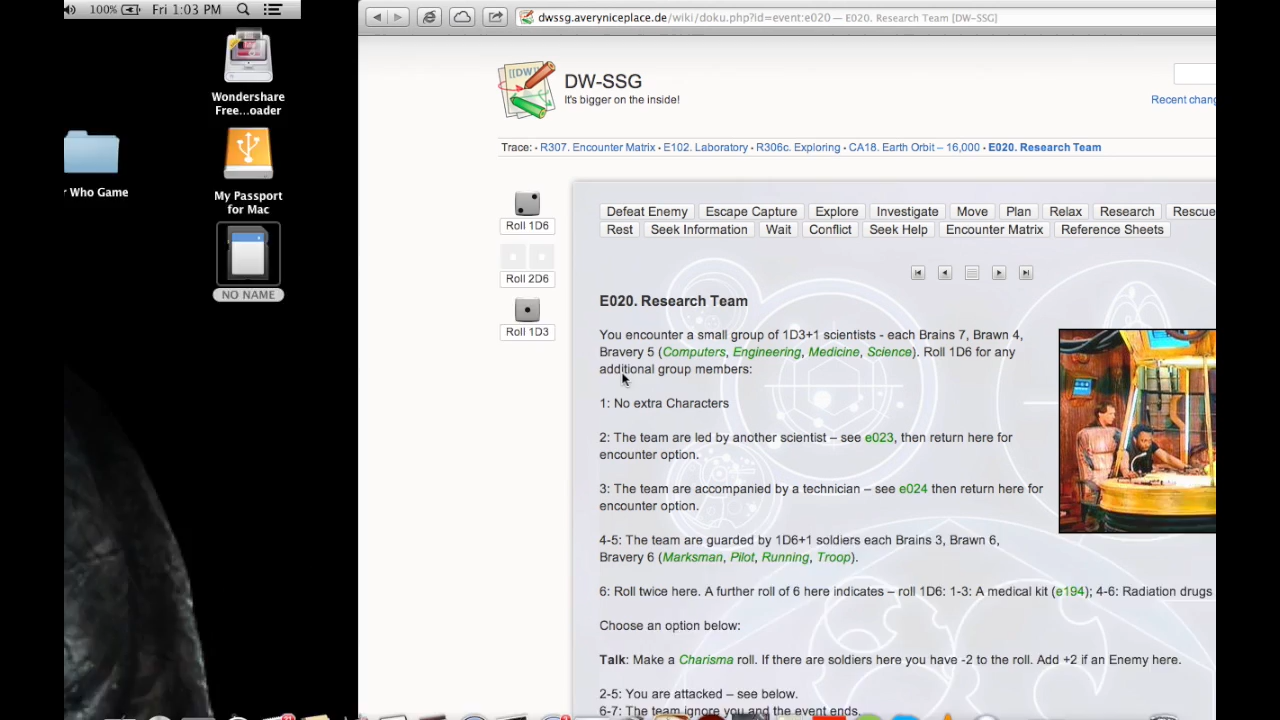 100% Fri 1:03 PM
Wondershare
Free...oader
r Who Game
My Passport
for Mac
NO NAME
dwssg.averyniceplace.de/wiki/doku.php?id=event:e020 — E020. Research Team [DW-SSG]
[[DW]]
DW-SSG
It's bigger on the inside!
Recent chang
Trace: • R307. Encounter Matrix • E102. Laboratory • R306c. Exploring • CA18. Earth Orbit – 16,000 • E020. Research Team
Roll 1D6
Roll 2D6
Roll 1D3
Defeat Enemy Escape Capture Explore Investigate Move Plan Relax Research Rescue
Rest Seek Information Wait Conflict Seek Help Encounter Matrix Reference Sheets
E020. Research Team
You encounter a small group of 1D3+1 scientists - each Brains 7, Brawn 4,
Bravery 5 (Computers, Engineering, Medicine, Science). Roll 1D6 for any
additional group members:
1: No extra Characters
2: The team are led by another scientist – see e023, then return here for
encounter option.
3: The team are accompanied by a technician – see e024 then return here for
encounter option.
4-5: The team are guarded by 1D6+1 soldiers each Brains 3, Brawn 6,
Bravery 6 (Marksman, Pilot, Running, Troop).
6: Roll twice here. A further roll of 6 here indicates – roll 1D6: 1-3: A medical kit (e194); 4-6: Radiation drugs
Choose an option below:
Talk: Make a Charisma roll. If there are soldiers here you have -2 to the roll. Add +2 if an Enemy here.
2-5: You are attacked – see below.
6-7: The team ignore you and the event ends.